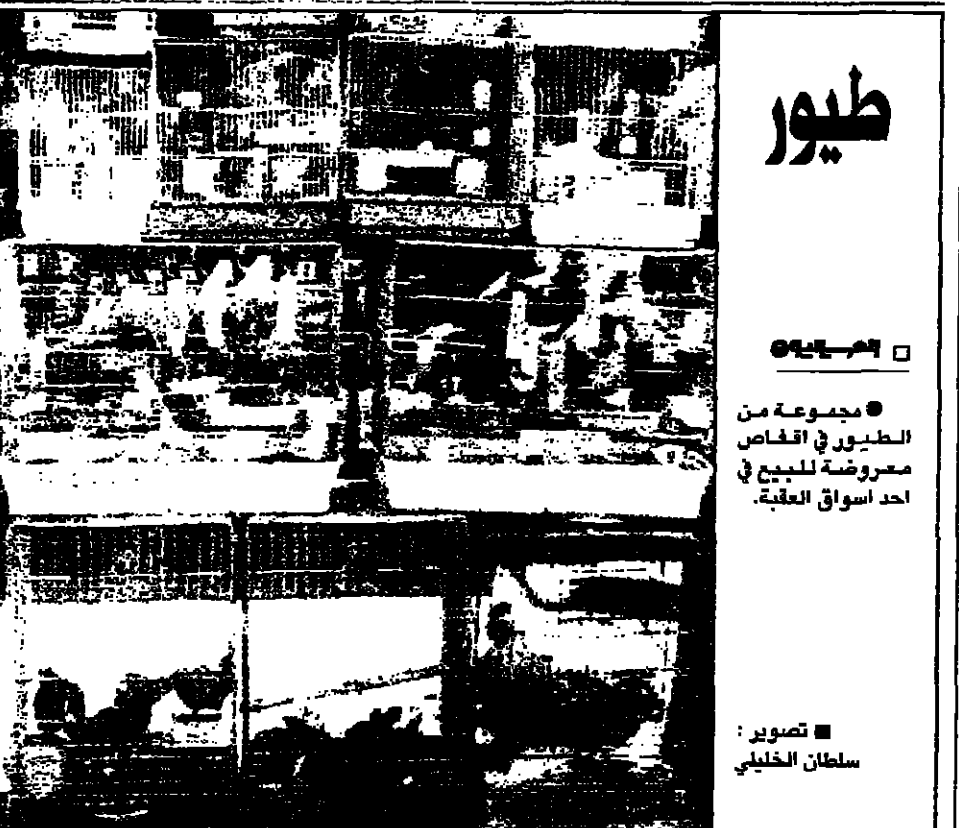 طيور
● مجموعة من
الطيور في اقفاص
معروضة للبيع في
احد اسواق العقبة.
■ تصوير :
سلطان الخليلي